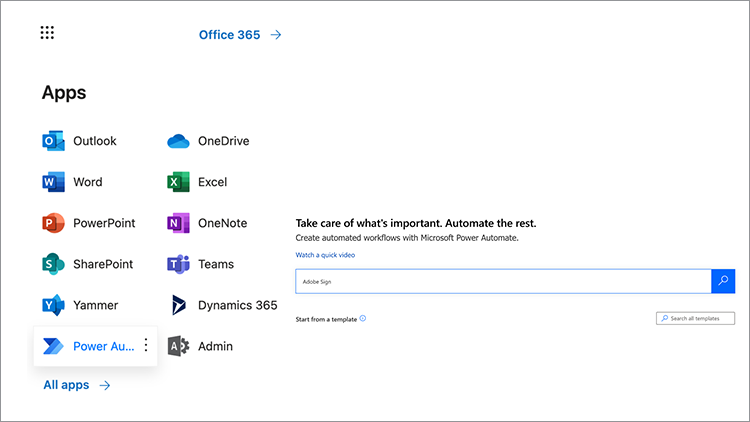 Office 365 →
Apps
Outlook
OneDrive
Word
Excel
PowerPoint
OneNote
SharePoint
Teams
Yammer
Dynamics 365
Power Au...
Admin
All apps →
Take care of what's important. Automate the rest.
Create automated workflows with Microsoft Power Automate.
Watch a quick video
Adobe Sign
Start from a template
Search all templates